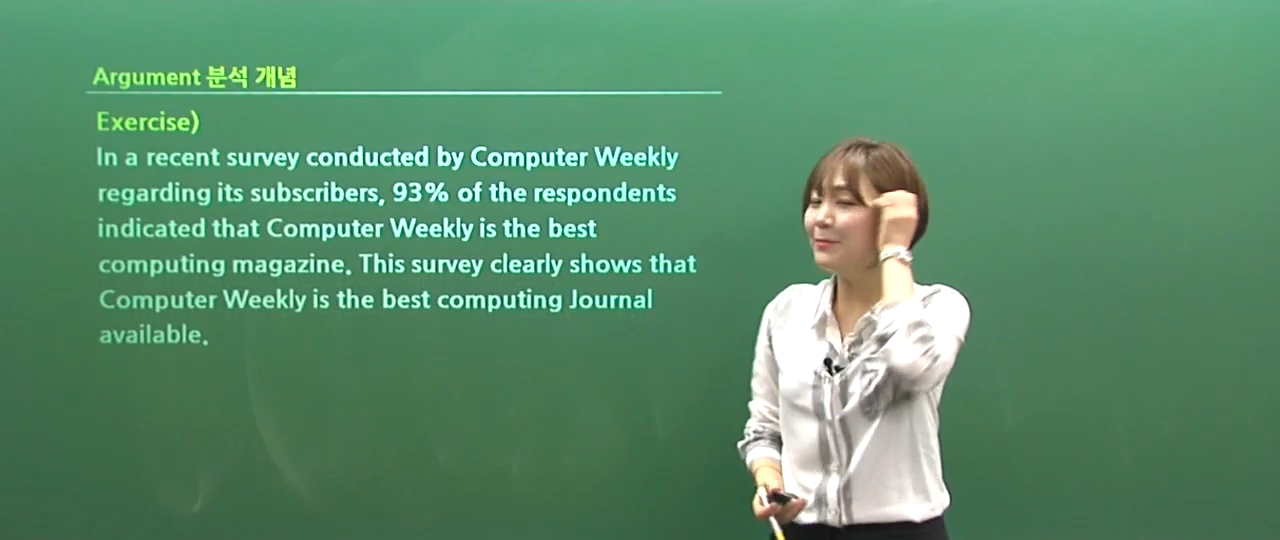 Argument 분석 개념
Exercise)
In a recent survey conducted by Computer Weekly
regarding its subscribers, 93% of the respondents
indicated that Computer Weekly is the best
computing magazine. This survey clearly shows that
Computer Weekly is the best computing Journal
available.